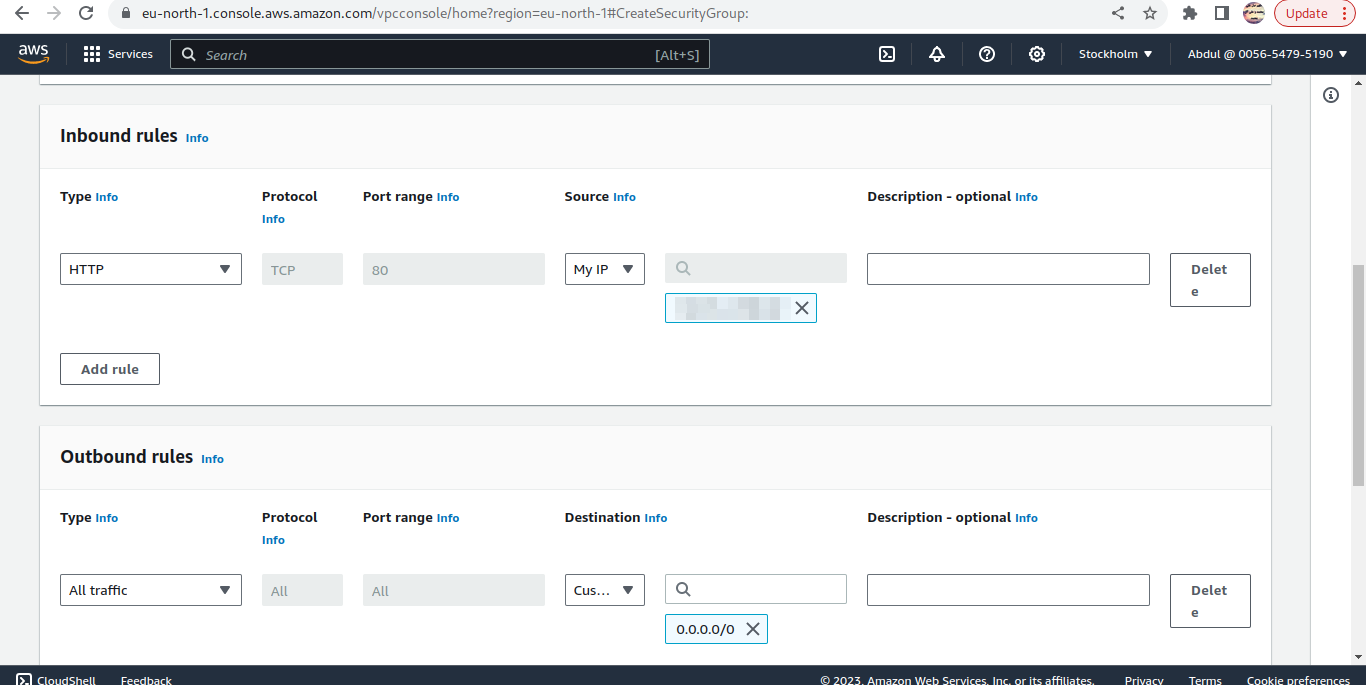 eu-north-1.console.aws.amazon.com/vpcconsole/home?region=eu-north-1#CreateSecurityGroup:
Update
aws
Services
Search
[Alt+S]
Stockholm
Abdul @ 0056-5479-5190
Inbound rules Info
Type Info
Protocol Info
Port range Info
Source Info
Description - optional Info
HTTP
TCP
80
My IP
Delet
e
Add rule
Outbound rules Info
Type Info
Protocol Info
Port range Info
Destination Info
Description - optional Info
All traffic
All
All
Cus...
0.0.0.0/0
Delet
e
CloudShell
Feedback
© 2023, Amazon Web Services, Inc. or its affiliates.
Privacy
Terms
Cookie preferences